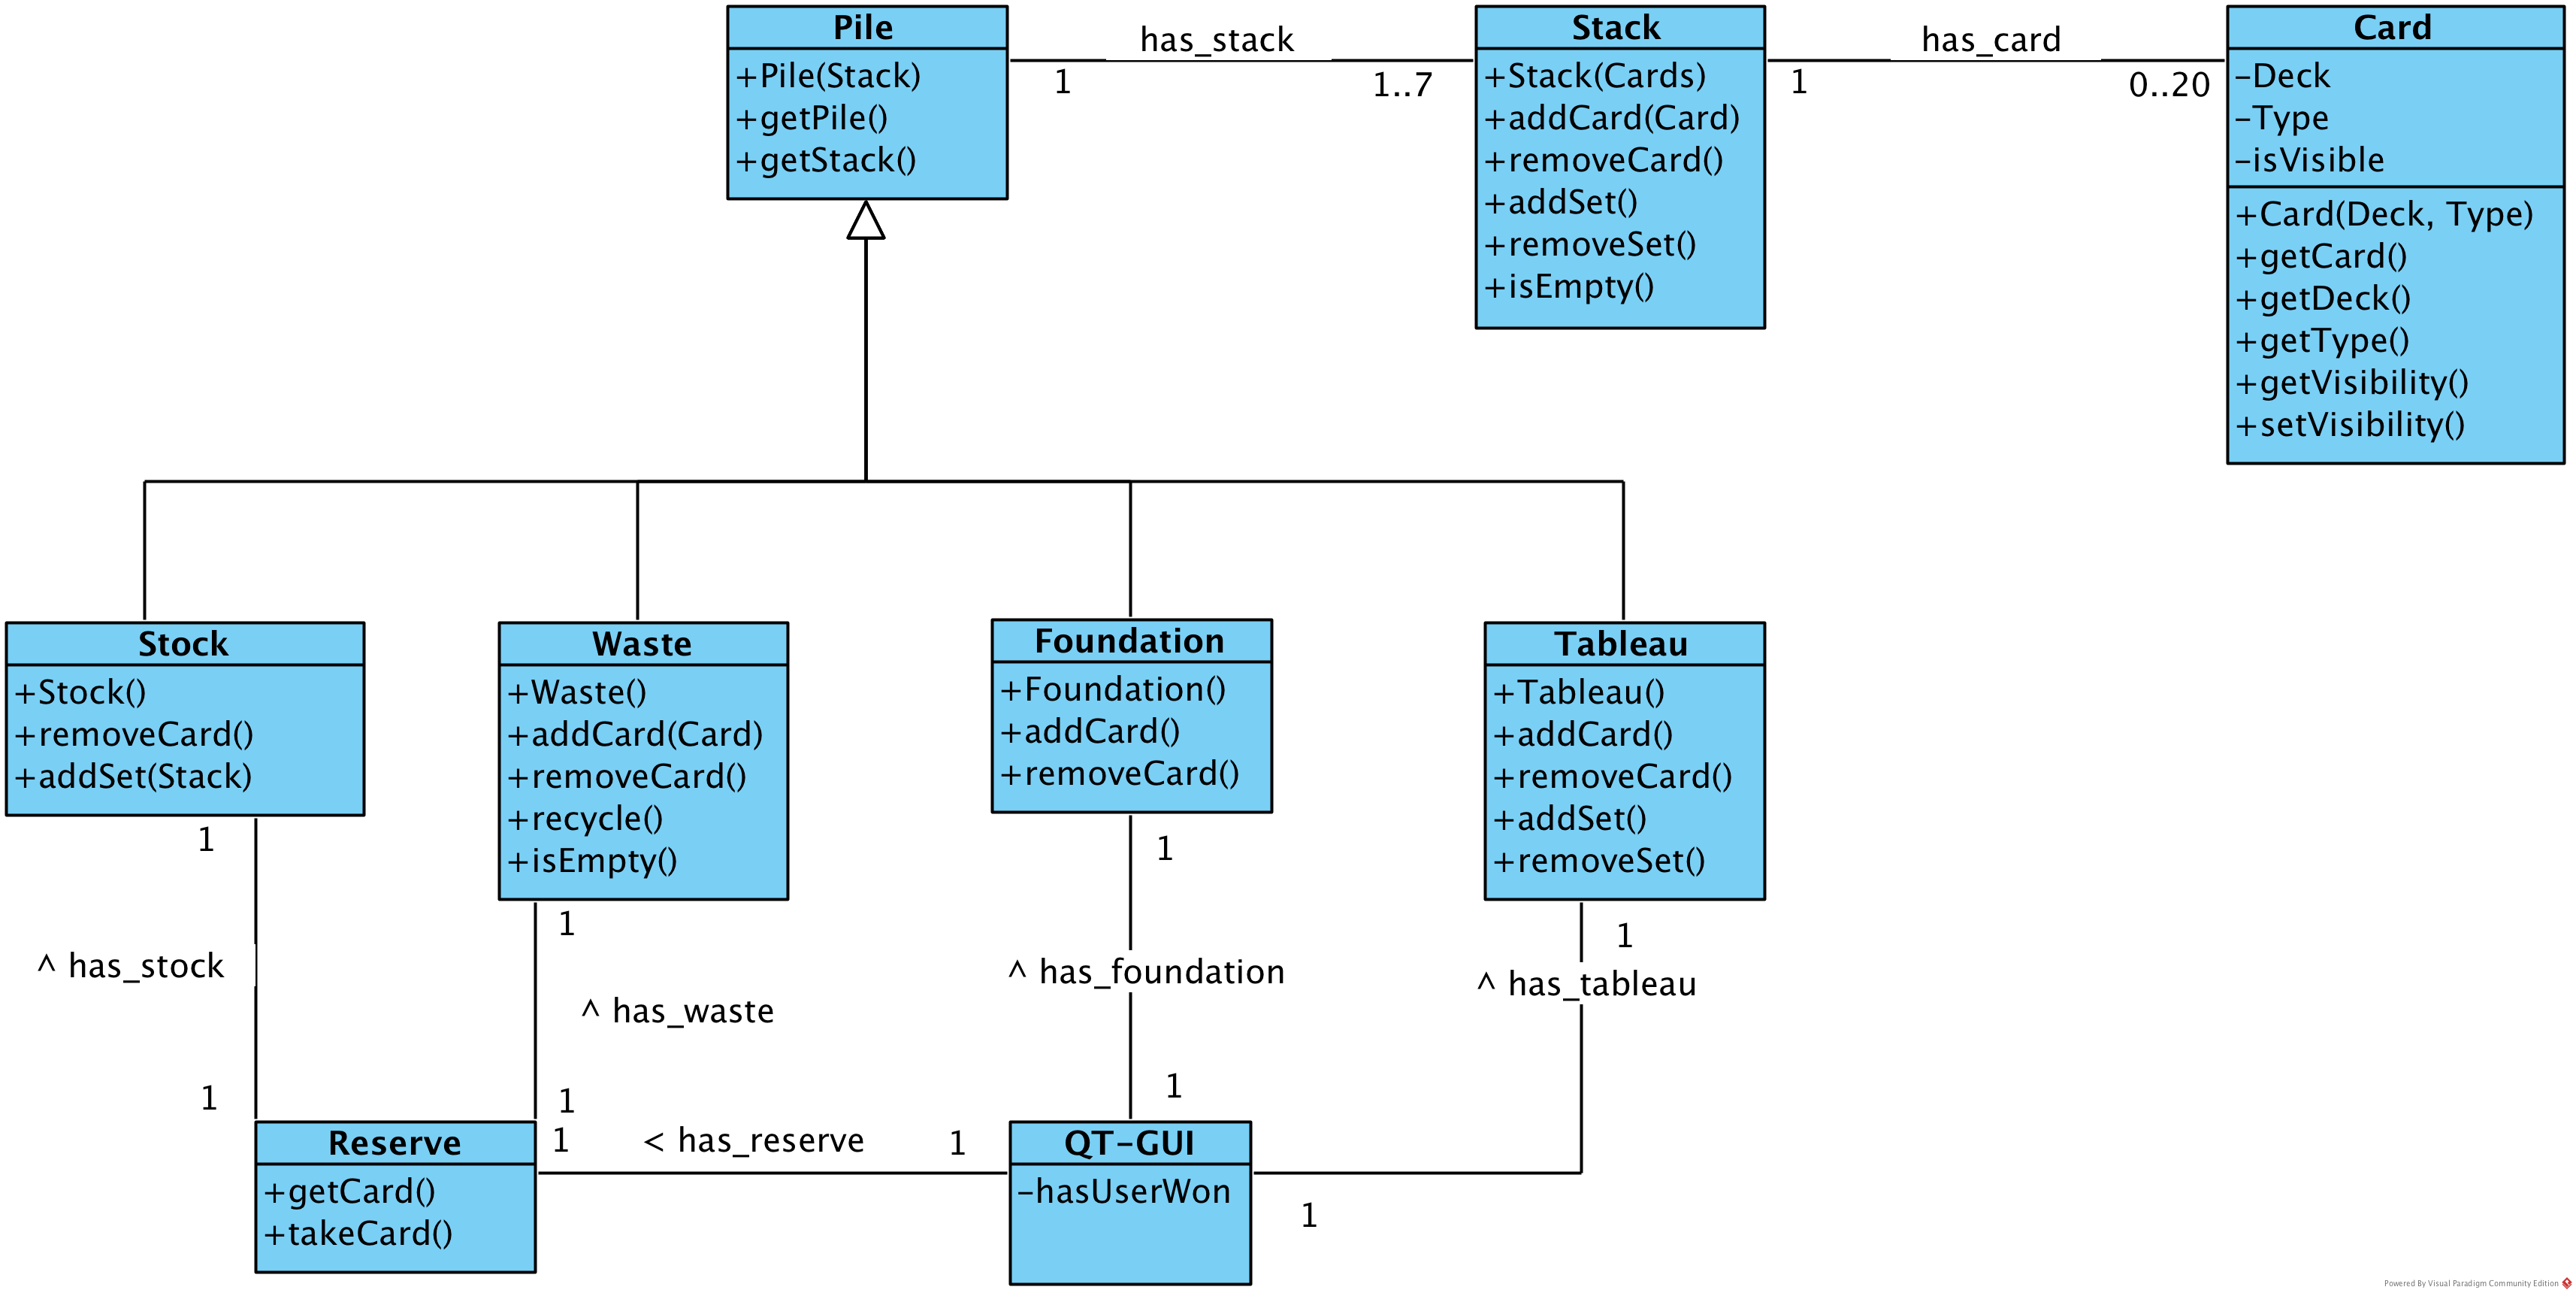 Pile
+Pile(Stack)
+getPile()
+getStack()
has_stack
1
1..7
Stack
+Stack(Cards)
+addCard(Card)
+removeCard()
+addSet()
+removeSet()
+isEmpty()
has_card
1
0..20
Card
-Deck
-Type
-isVisible
+Card(Deck, Type)
+getCard()
+getDeck()
+getType()
+getVisibility()
+setVisibility()
Stock
+Stock()
+removeCard()
+addSet(Stack)
Waste
+Waste()
+addCard(Card)
+removeCard()
+recycle()
+isEmpty()
Foundation
+Foundation()
+addCard()
+removeCard()
Tableau
+Tableau()
+addCard()
+removeCard()
+addSet()
+removeSet()
1
^ has_stock
1
1
^ has_waste
1
1
^ has_foundation
1
1
^ has_tableau
1
Reserve
+getCard()
+takeCard()
1
< has_reserve
1
QT-GUI
-hasUserWon
Powered By Visual Paradigm Community Edition